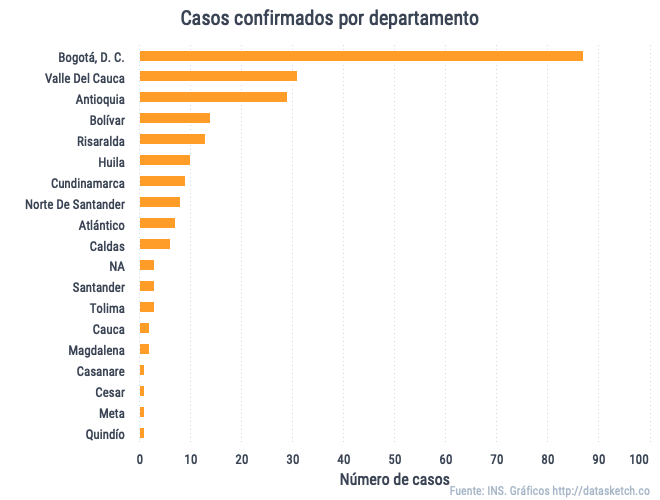 Casos confirmados por departamento
Bogotá, D. C.
Valle Del Cauca
Antioquia
Bolívar
Risaralda
Huila
Cundinamarca
Norte De Santander
Atlántico
Caldas
NA
Santander
Tolima
Cauca
Magdalena
Casanare
Cesar
Meta
Quindío
0 10 20 30 40 50 60 70 80 90 100
Número de casos
Fuente: INS. Gráficos http://datasketch.co